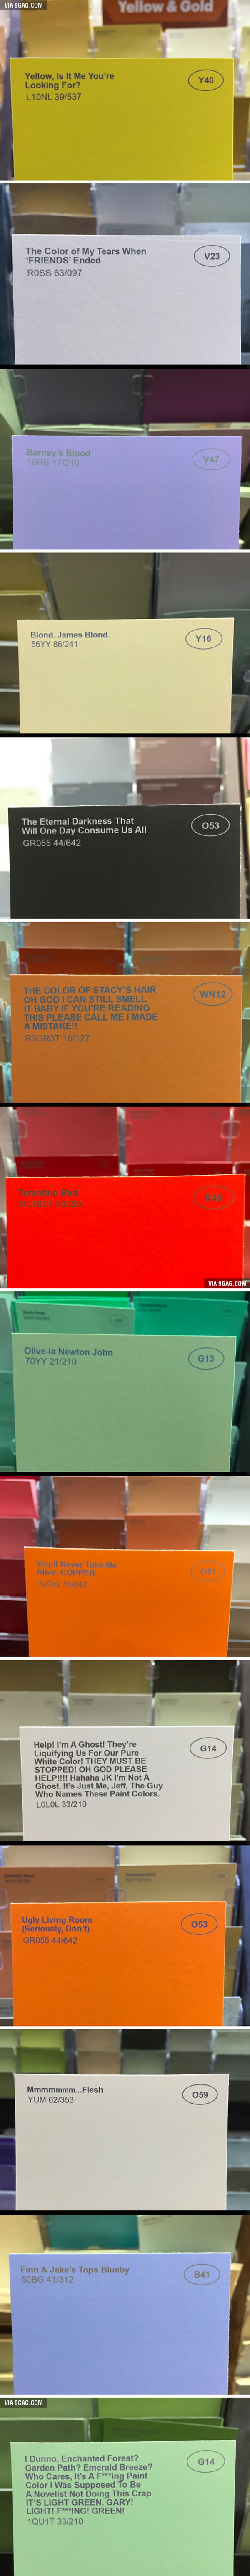 VIA 9GAG.COM
Yellow & Gold
Yellow, Is It Me You're
Looking For?
L10NL 39/537
Y40
The Color of My Tears When
'FRIENDS' Ended
R0SS 63/097
V23
Barney's Blood
10RB 17/210
V47
Blond. James Blond.
56YY 86/241
Y16
The Eternal Darkness That
Will One Day Consume Us All
GR055 44/642
O53
THE COLOR OF STACY'S HAIR
OH GOD I CAN STILL SMELL
IT BABY IF YOU'RE READING
THIS PLEASE CALL ME I MADE
A MISTAKE!!
R3GR3T 16/127
WN12
Tarantino Red
VIA 9GAG.COM
Olive-ia Newton John
70YY 21/210
G13
You'll Never Take Me
Alive, COPPER
76/642
Help! I'm A Ghost! They're
Liquifying Us For Our Pure
White Color! THEY MUST BE
STOPPED! OH GOD PLEASE
HELP!!!! Hahaha JK I'm Not A
Ghost. It's Just Me, Jeff, The Guy
Who Names These Paint Colors.
L0L0L 33/210
G14
Ugly Living Room
(Seriously, Don't)
GR055 44/642
O53
Mmmmmmm...Flesh
YUM 62/353
O59
Finn & Jake's Tops Blueby
50BG 41/312
B41
VIA 9GAG.COM
I Dunno, Enchanted Forest?
Garden Path? Emerald Breeze?
Who Cares, It's A F***ing Paint
Color I Was Supposed To Be
A Novelist Not Doing This Crap
IT'S LIGHT GREEN, GARY!
LIGHT! F***ING! GREEN!
1QU1T 33/210
G14